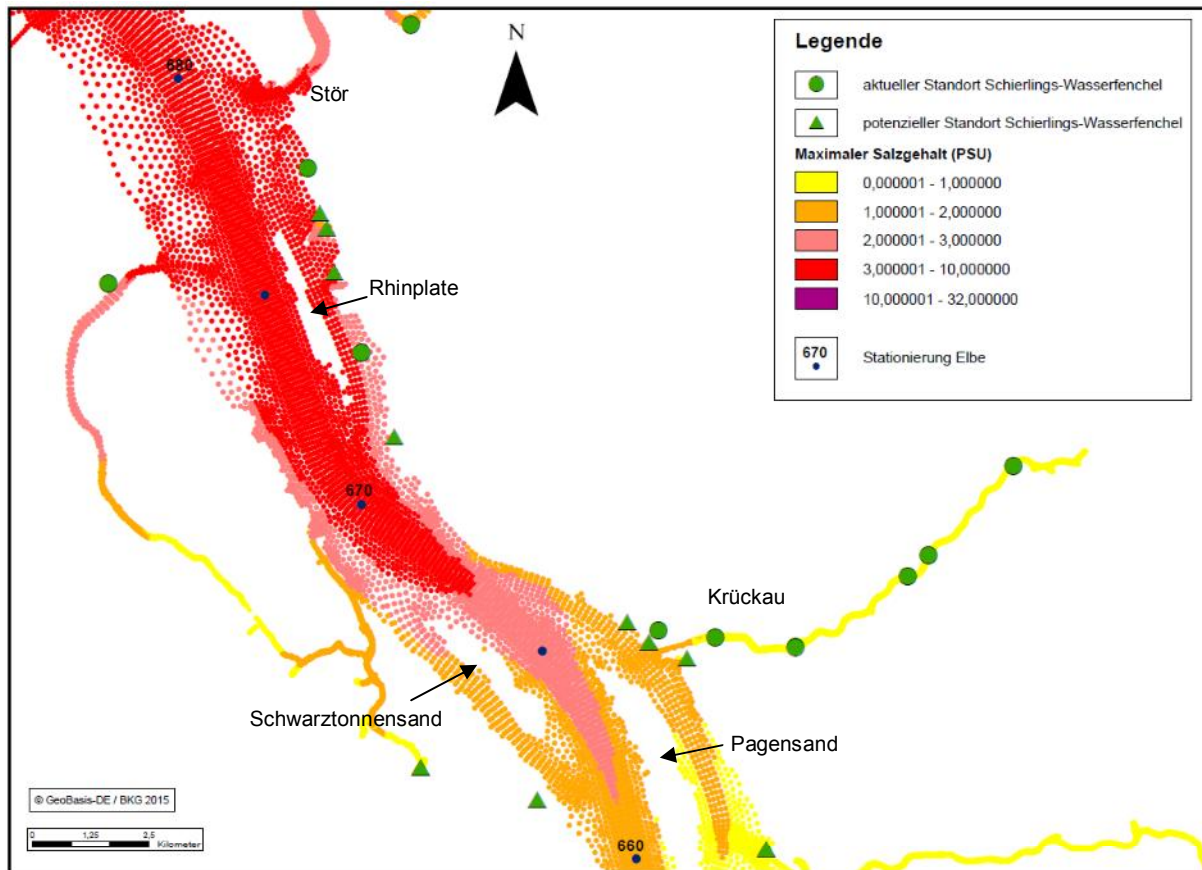 680
Stör
N
Rhinplate
670
Krückau
Schwarztonnensand
Pagensand
660
Legende
aktueller Standort Schierlings-Wasserfenchel
potenzieller Standort Schierlings-Wasserfenchel
Maximaler Salzgehalt (PSU)
0,000001 - 1,000000
1,000001 - 2,000000
2,000001 - 3,000000
3,000001 - 10,000000
10,000001 - 32,000000
670
Stationierung Elbe
© GeoBasis-DE / BKG 2015
0 1,25 2,5
Kilometer